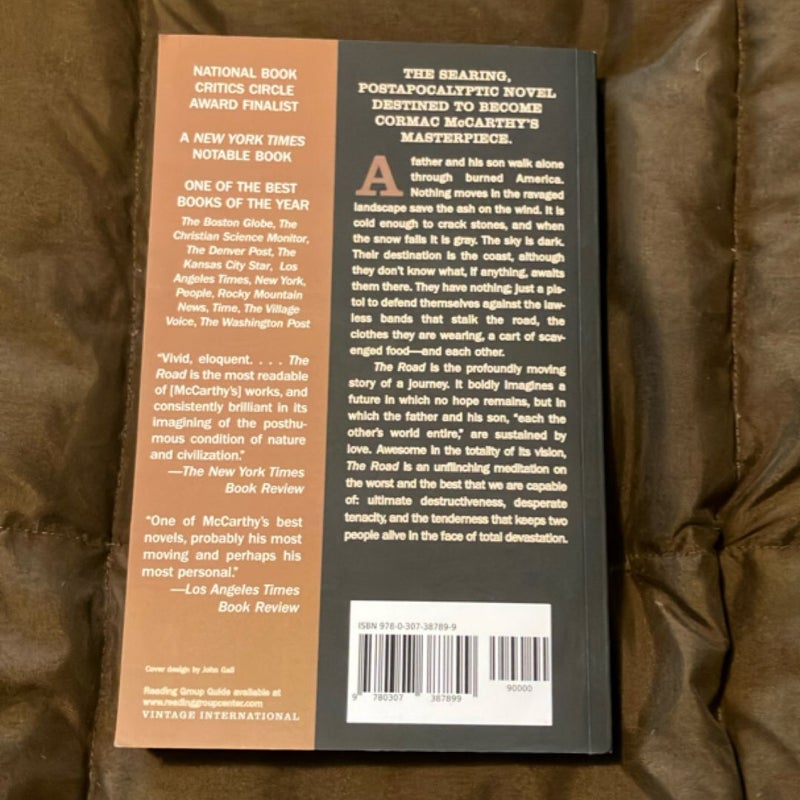 NATIONAL BOOK
CRITICS CIRCLE
AWARD FINALIST
A NEW YORK TIMES
NOTABLE BOOK
ONE OF THE BEST
BOOKS OF THE YEAR
The Boston Globe, The
Christian Science Monitor,
The Denver Post, The
Kansas City Star, Los
Angeles Times, New York,
People, Rocky Mountain
News, Time, The Village
Voice, The Washington Post
“Vivid, eloquent. . . . The
Road is the most readable
of [McCarthy’s] works, and
consistently brilliant in its
imagining of the posthu-
mous condition of nature
and civilization.”
—The New York Times
Book Review
“One of McCarthy’s best
novels, probably his most
moving and perhaps his
most personal.”
—Los Angeles Times
Book Review
Cover design by John Gall
Reading Group Guide available at
www.readinggroupcenter.com
VINTAGE INTERNATIONAL
THE SEARING,
POSTAPOCALYPTIC NOVEL
DESTINED TO BECOME
CORMAC McCARTHY’S
MASTERPIECE.
A father and his son walk alone
through burned America.
Nothing moves in the ravaged
landscape save the ash on the wind. It is
cold enough to crack stones, and when
the snow falls it is gray. The sky is dark.
Their destination is the coast, although
they don’t know what, if anything, awaits
them there. They have nothing; just a pis-
tol to defend themselves against the law-
less bands that stalk the road, the
clothes they are wearing, a cart of scav-
enged food—and each other.
The Road is the profoundly moving
story of a journey. It boldly imagines a
future in which no hope remains, but in
which the father and his son, “each the
other’s world entire,” are sustained by
love. Awesome in the totality of its vision,
The Road is an unflinching meditation on
the worst and the best that we are capable
of: ultimate destructiveness, desperate
tenacity, and the tenderness that keeps two
people alive in the face of total devastation.
ISBN 978-0-307-38789-9
9 780307 387899
90000